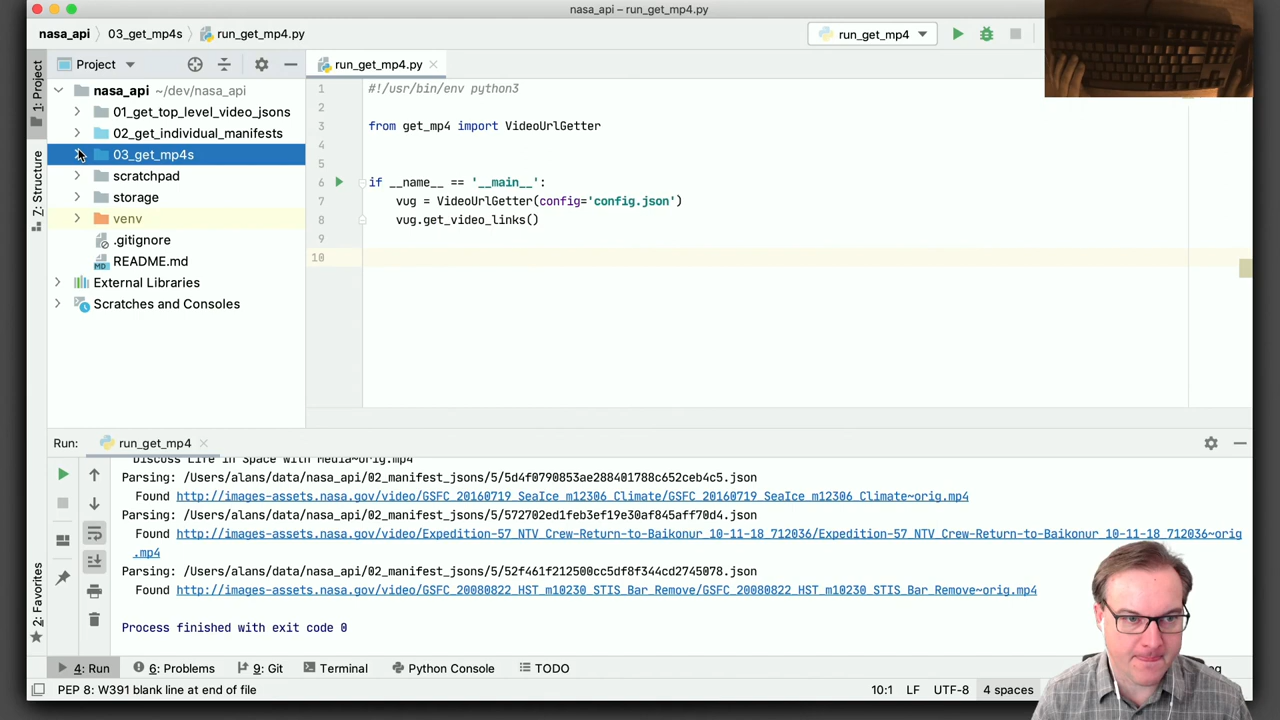 nasa_api – run_get_mp4.py
nasa_api 03_get_mp4s run_get_mp4.py
run_get_mp4
1: Project
Z: Structure
2: Favorites
Project
nasa_api ~/dev/nasa_api
01_get_top_level_video_jsons
02_get_individual_manifests
03_get_mp4s
scratchpad
storage
venv
.gitignore
README.md
External Libraries
Scratches and Consoles
run_get_mp4.py
1 #!/usr/bin/env python3
2
3 from get_mp4 import VideoUrlGetter
4
5
6 if __name__ == '__main__':
7 vug = VideoUrlGetter(config='config.json')
8 vug.get_video_links()
9
10
Run: run_get_mp4
Discuss Life in Space with Media~orig.mp4
Parsing: /Users/alans/data/nasa_api/02_manifest_jsons/5/5d4f0790853ae288401788c652ceb4c5.json
Found http://images-assets.nasa.gov/video/GSFC_20160719_SeaIce_m12306_Climate/GSFC_20160719_SeaIce_m12306_Climate~orig.mp4
Parsing: /Users/alans/data/nasa_api/02_manifest_jsons/5/572702ed1feb3ef19e30af845aff70d4.json
Found http://images-assets.nasa.gov/video/Expedition-57_NTV_Crew-Return-to-Baikonur_10-11-18_712036/Expedition-57_NTV_Crew-Return-to-Baikonur_10-11-18_712036~orig
.mp4
Parsing: /Users/alans/data/nasa_api/02_manifest_jsons/5/52f461f212500cc5df8f344cd2745078.json
Found http://images-assets.nasa.gov/video/GSFC_20080822_HST_m10230_STIS_Bar_Remove/GSFC_20080822_HST_m10230_STIS_Bar_Remove~orig.mp4
Process finished with exit code 0
4: Run 6: Problems 9: Git Terminal Python Console TODO
PEP 8: W391 blank line at end of file 10:1 LF UTF-8 4 spaces